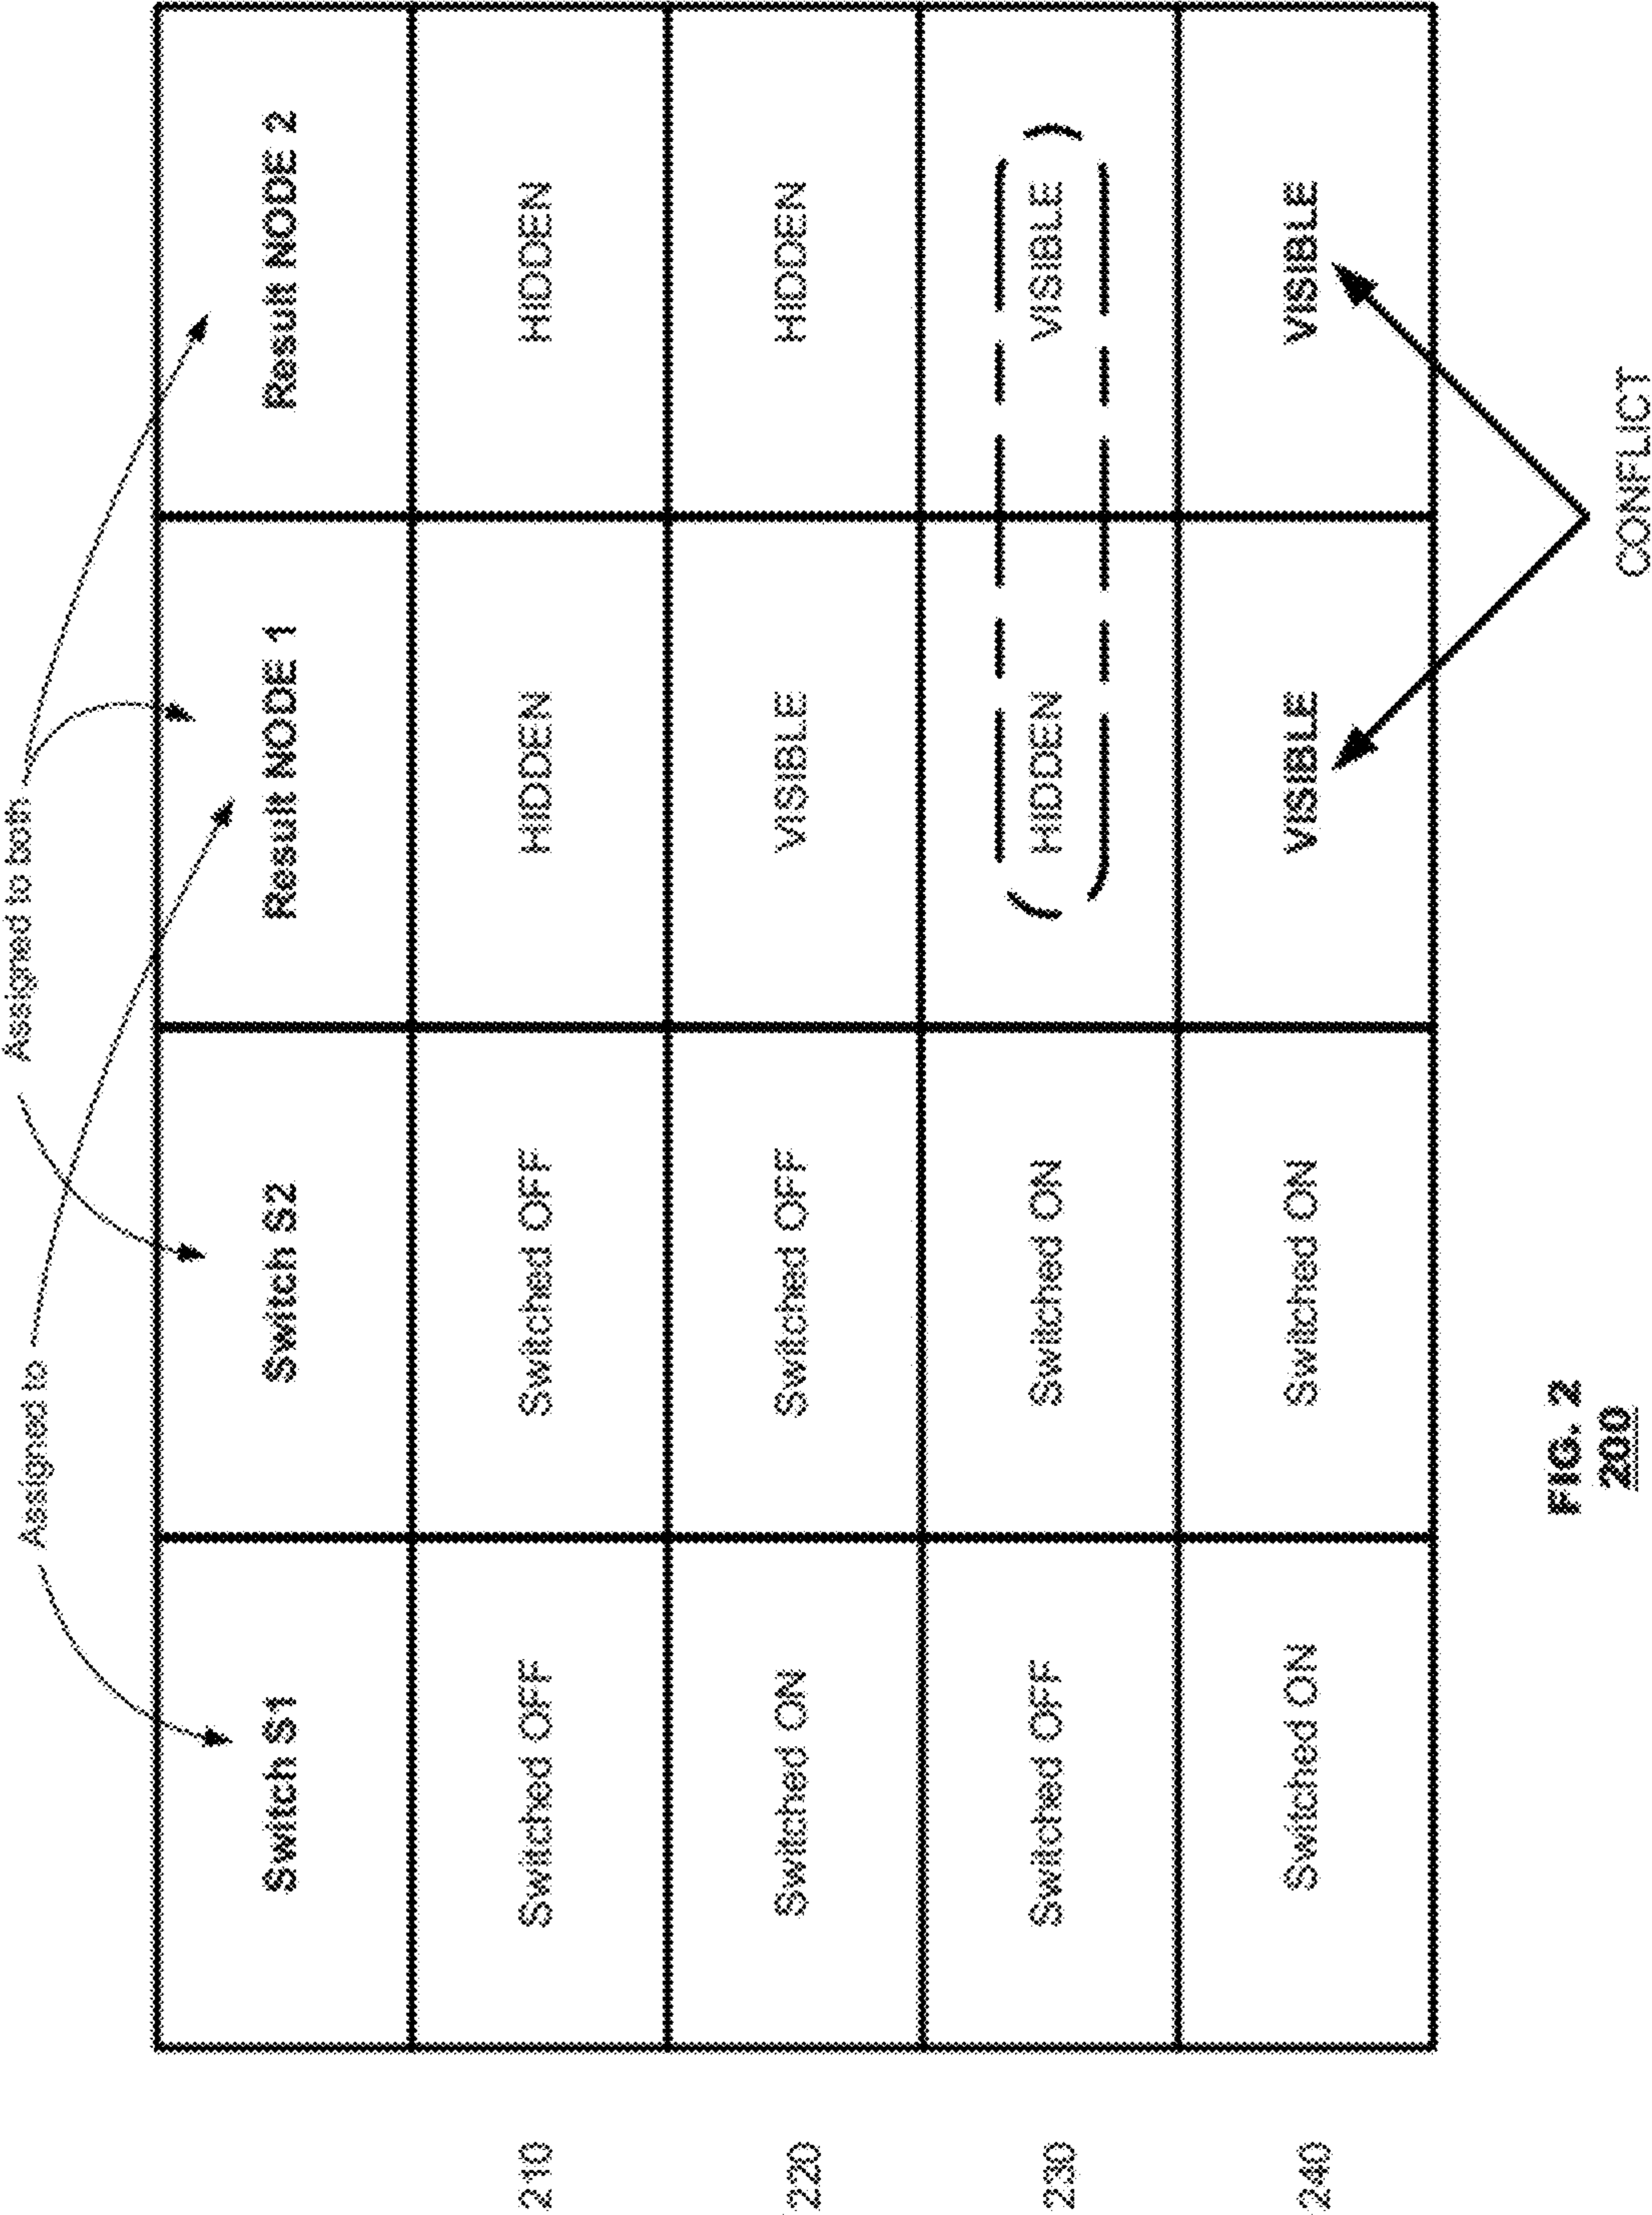 Assigned to
Assigned to both
Switch S1 Switch S2 Result NODE 1 Result NODE 2
210 Switched OFF Switched OFF HIDDEN HIDDEN
220 Switched ON Switched OFF VISIBLE HIDDEN
230 Switched OFF Switched ON HIDDEN VISIBLE
240 Switched ON Switched ON VISIBLE VISIBLE
CONFLICT
FIG. 2
200